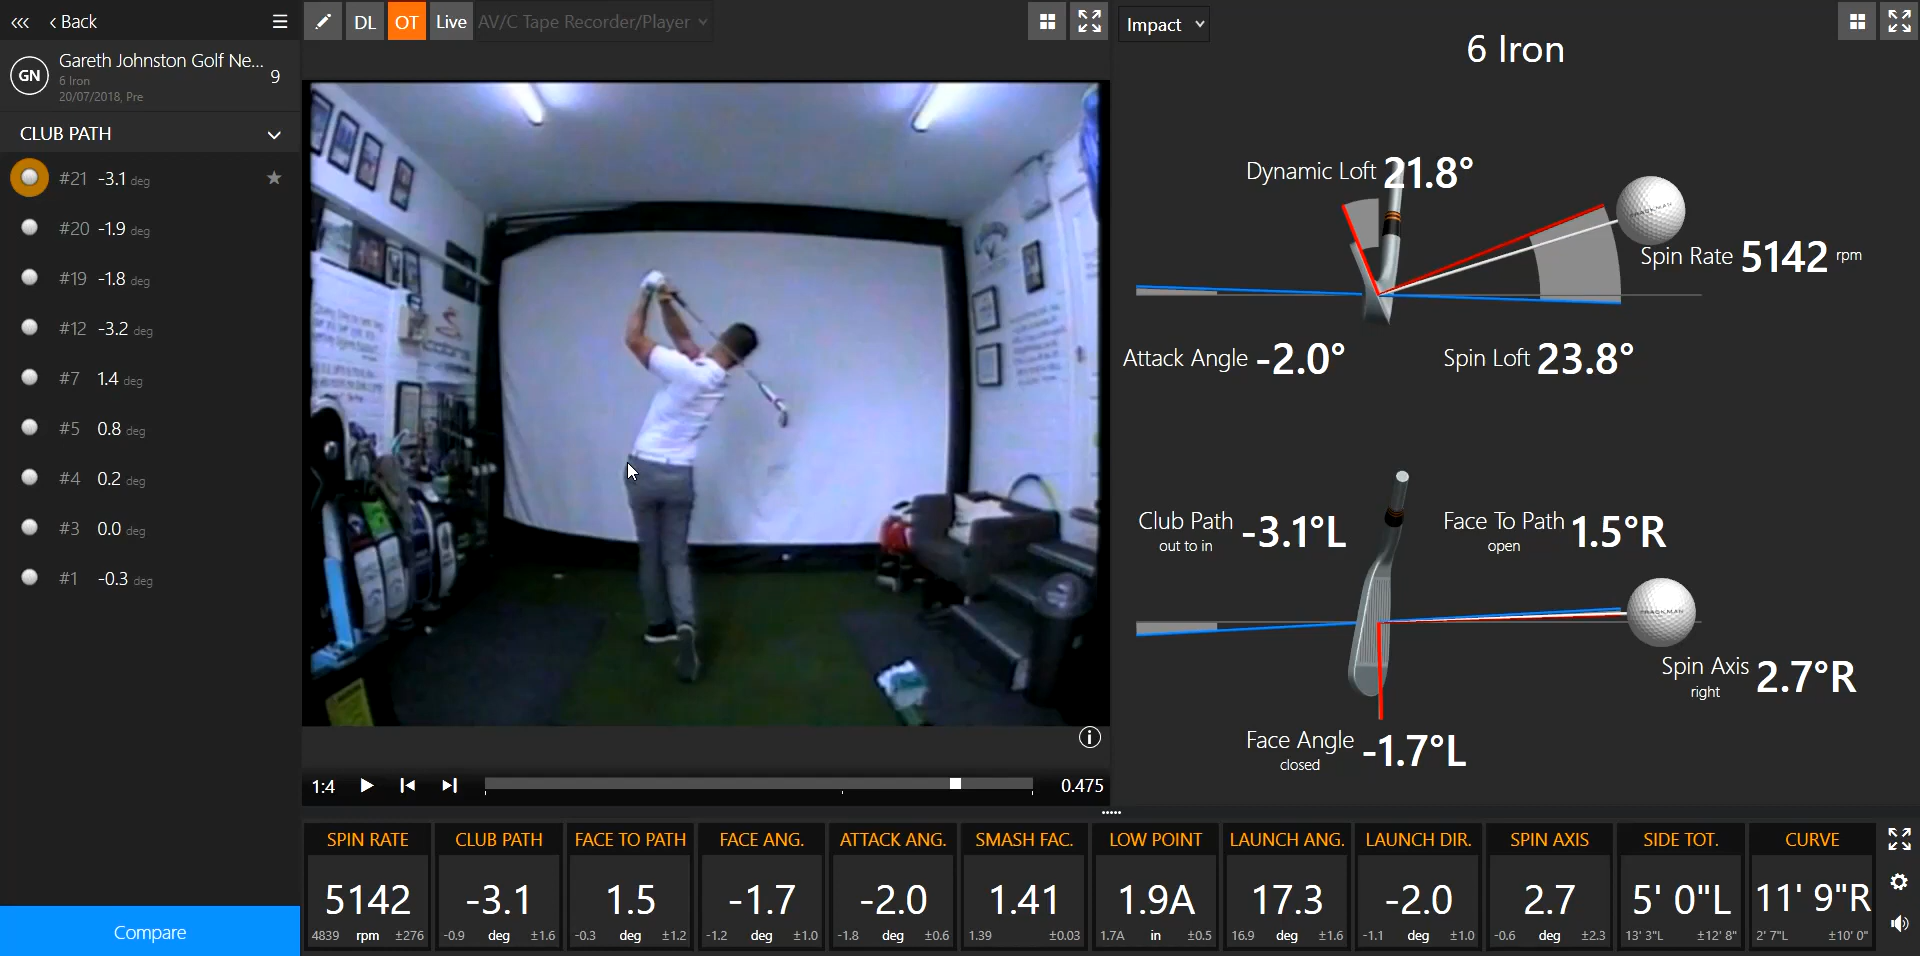 Back
GN
Gareth Johnston Golf Ne...
9
6 Iron
20/07/2018, Pre
CLUB PATH
#21 -3.1 deg
#20 -1.9 deg
#19 -1.8 deg
#12 -3.2 deg
#7 1.4 deg
#5 0.8 deg
#4 0.2 deg
#3 0.0 deg
#1 -0.3 deg
Compare
DL OT Live AV/C Tape Recorder/Player
1:4
0.475
Impact
6 Iron
Dynamic Loft 21.8°
TRACKMAN
Spin Rate 5142 rpm
Attack Angle -2.0°
Spin Loft 23.8°
Club Path -3.1°L
out to in
Face To Path 1.5°R
open
TRACKMAN
Spin Axis 2.7°R
right
Face Angle -1.7°L
closed
SPIN RATE
5142
4839 rpm ±276
CLUB PATH
-3.1
-0.9 deg ±1.6
FACE TO PATH
1.5
-0.3 deg ±1.2
FACE ANG.
-1.7
-1.2 deg ±1.0
ATTACK ANG.
-2.0
-1.8 deg ±0.6
SMASH FAC.
1.41
1.39 ±0.03
LOW POINT
1.9A
1.7A in ±0.5
LAUNCH ANG.
17.3
16.9 deg ±1.6
LAUNCH DIR.
-2.0
-1.1 deg ±1.0
SPIN AXIS
2.7
-0.6 deg ±2.3
SIDE TOT.
5' 0"L
13' 3"L ±12' 8"
CURVE
11' 9"R
2' 7"L ±10' 0"